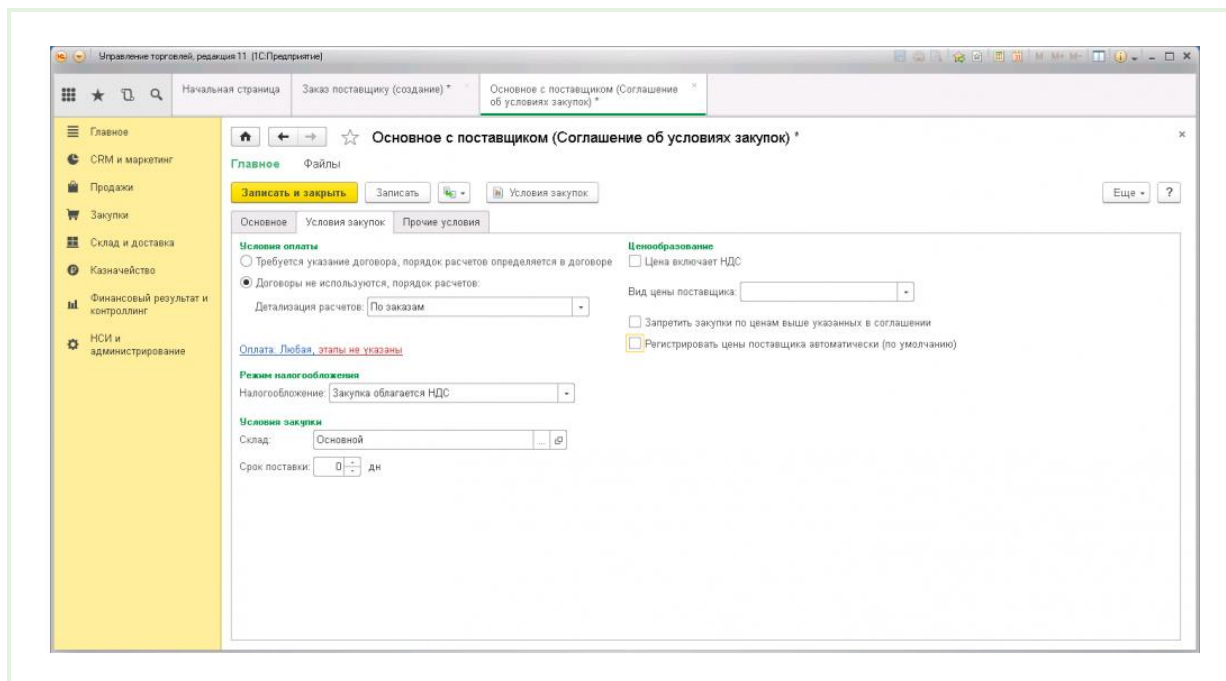 Управление торговлей, редакция 11 (1С:Предприятие)
M M+ M-
Начальная страница
Заказ поставщику (создание) *
Основное с поставщиком (Соглашение
об условиях закупок) *
Главное
CRM и маркетинг
Продажи
Закупки
Склад и доставка
Казначейство
Финансовый результат и
контроллинг
НСИ и
администрирование
Основное с поставщиком (Соглашение об условиях закупок) *
Главное Файлы
Записать и закрыть Записать Условия закупок Еще ?
Основное Условия закупок Прочие условия
Условия оплаты
Требуется указание договора, порядок расчетов определяется в договоре
Договоры не используются, порядок расчетов:
Детализация расчетов: По заказам
Оплата: Любая, этапы не указаны
Режим налогообложения
Налогообложение: Закупка облагается НДС
Условия закупки
Склад: Основной ...
Срок поставки: 0 дн
Ценообразование
Цена включает НДС
Вид цены поставщика:
Запретить закупки по ценам выше указанных в соглашении
Регистрировать цены поставщика автоматически (по умолчанию)